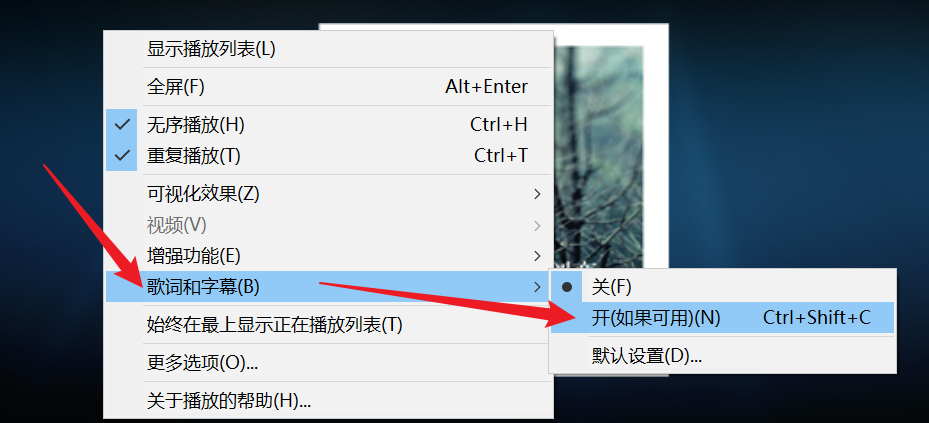 显示播放列表(L)
全屏(F) Alt+Enter
无序播放(H) Ctrl+H
重复播放(T) Ctrl+T
可视化效果(Z)
视频(V)
增强功能(E)
歌词和字幕(B)
关(F)
开(如果可用)(N) Ctrl+Shift+C
默认设置(D)...
始终在最上显示正在播放列表(T)
更多选项(O)...
关于播放的帮助(H)...